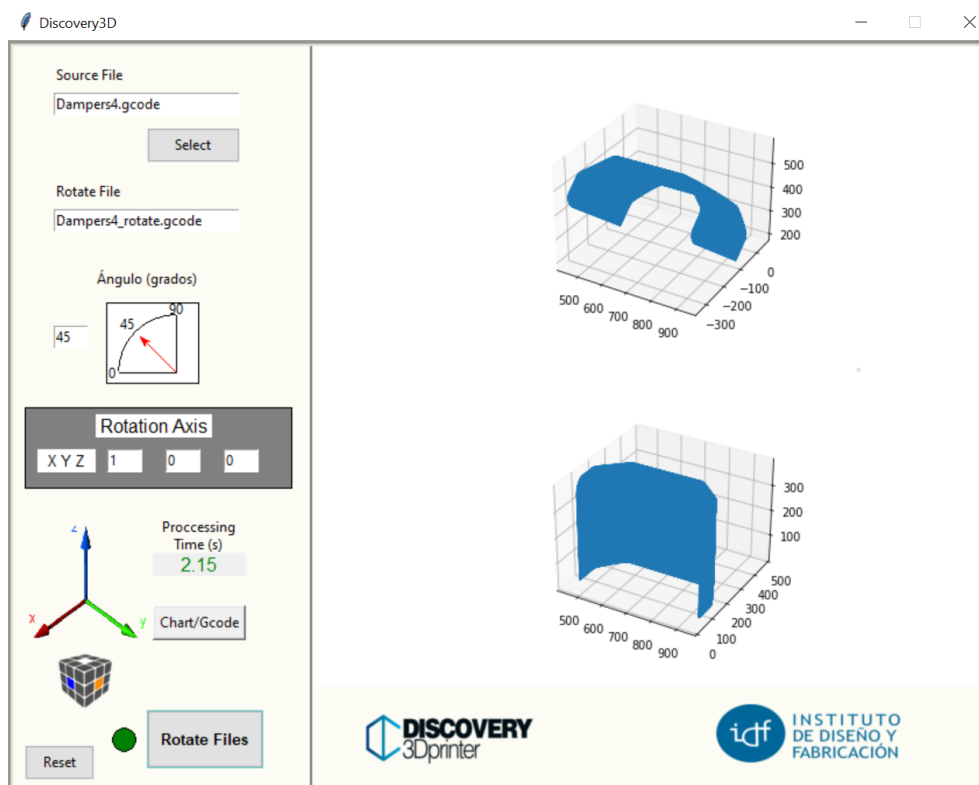 Discovery3D
Source File
Dampers4.gcode
Select
Rotate File
Dampers4_rotate.gcode
Ángulo (grados)
45
90
45
0
Rotation Axis
X Y Z
1
0
0
z
x
y
Proccessing
Time (s)
2.15
Chart/Gcode
Rotate Files
Reset
500
400
300
200
0
−100
−200
−300
500
600
700
800
900
300
200
100
500
400
300
200
100
0
500
600
700
800
900
DISCOVERY
3Dprinter
idf
INSTITUTO
DE DISEÑO Y
FABRICACIÓN